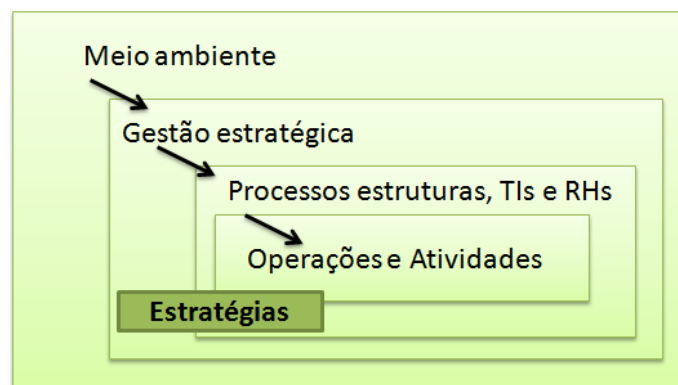 Meio ambiente
Gestão estratégica
Processos estruturas, TIs e RHs
Operações e Atividades
Estratégias